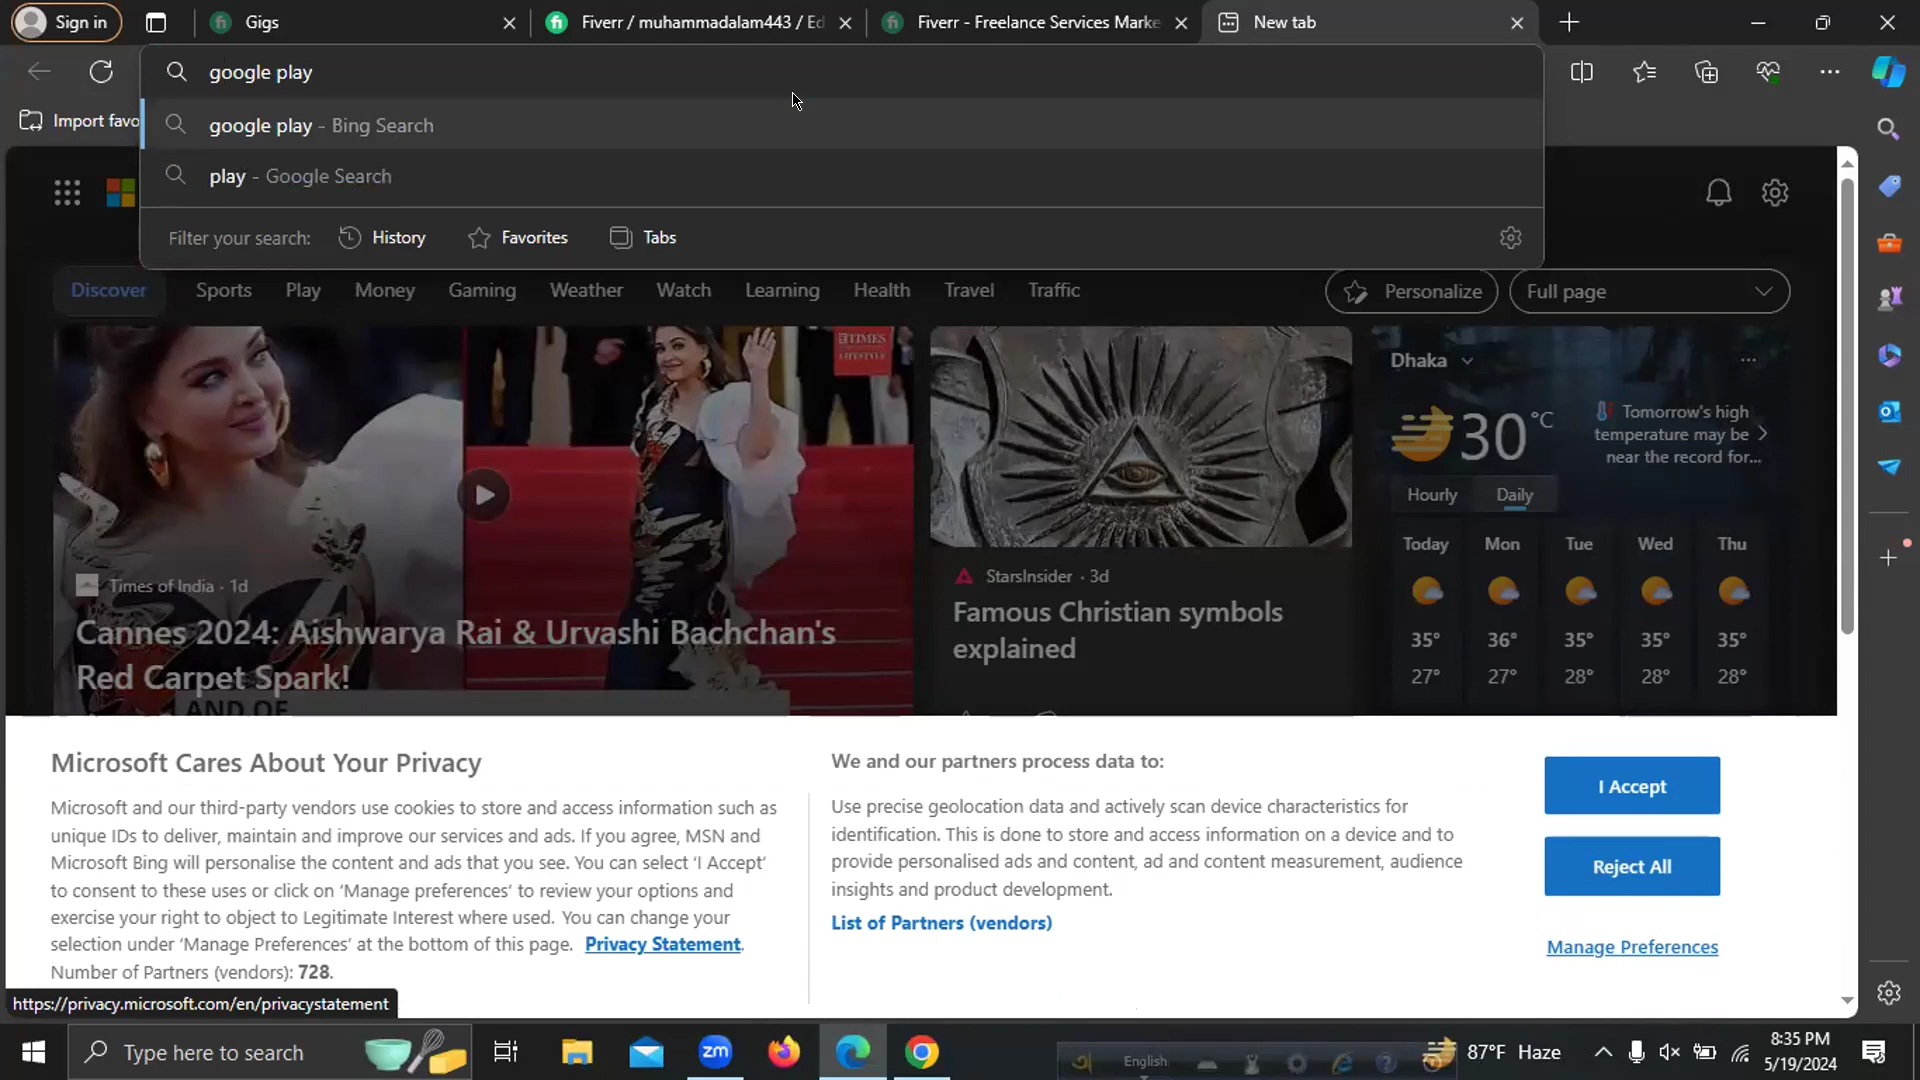 Sign in
Gigs
Fiverr / muhammadalam443 / Ed
Fiverr - Freelance Services Marke
New tab
google play
Import favo
google play - Bing Search
play - Google Search
Filter your search:
History
Favorites
Tabs
Discover
Sports
Play
Money
Gaming
Weather
Watch
Learning
Health
Travel
Traffic
Personalize
Full page
TIMES
LIFESTYLE
Times of India · 1d
Cannes 2024: Aishwarya Rai & Urvashi Bachchan's
Red Carpet Spark!
LAND OF
StarsInsider · 3d
Famous Christian symbols
explained
Dhaka
30 °C
Tomorrow's high
temperature may be
near the record for...
Hourly
Daily
Today Mon Tue Wed Thu
35° 36° 35° 35° 35°
27° 27° 28° 28° 28°
Microsoft Cares About Your Privacy
Microsoft and our third-party vendors use cookies to store and access information such as
unique IDs to deliver, maintain and improve our services and ads. If you agree, MSN and
Microsoft Bing will personalise the content and ads that you see. You can select 'I Accept'
to consent to these uses or click on 'Manage preferences' to review your options and
exercise your right to object to Legitimate Interest where used. You can change your
selection under 'Manage Preferences' at the bottom of this page. Privacy Statement.
Number of Partners (vendors): 728.
We and our partners process data to:
Use precise geolocation data and actively scan device characteristics for
identification. This is done to store and access information on a device and to
provide personalised ads and content, ad and content measurement, audience
insights and product development.
List of Partners (vendors)
I Accept
Reject All
Manage Preferences
https://privacy.microsoft.com/en/privacystatement
Type here to search
zm
English
87°F Haze
8:35 PM
5/19/2024